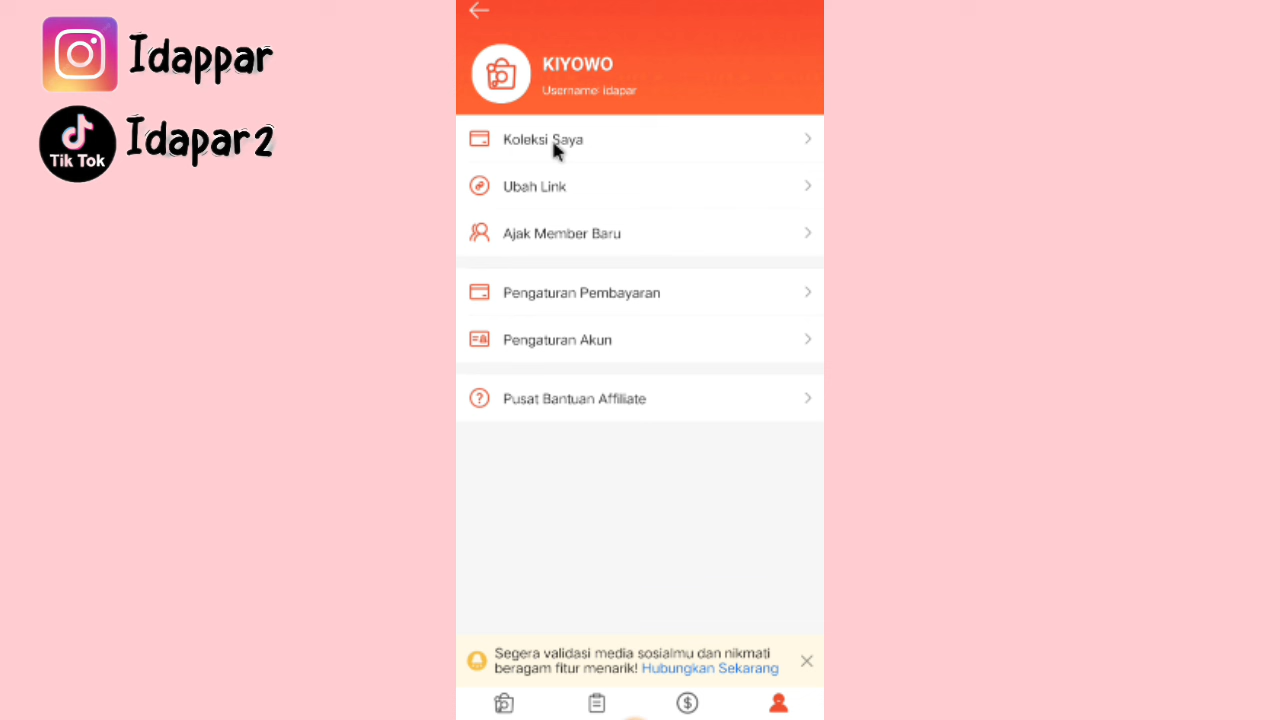 Idappar
Tik Tok
Idapar2
KIYOWO
Username: idapar
Koleksi Saya
Ubah Link
Ajak Member Baru
Pengaturan Pembayaran
Pengaturan Akun
Pusat Bantuan Affiliate
Segera validasi media sosialmu dan nikmati
beragam fitur menarik! Hubungkan Sekarang